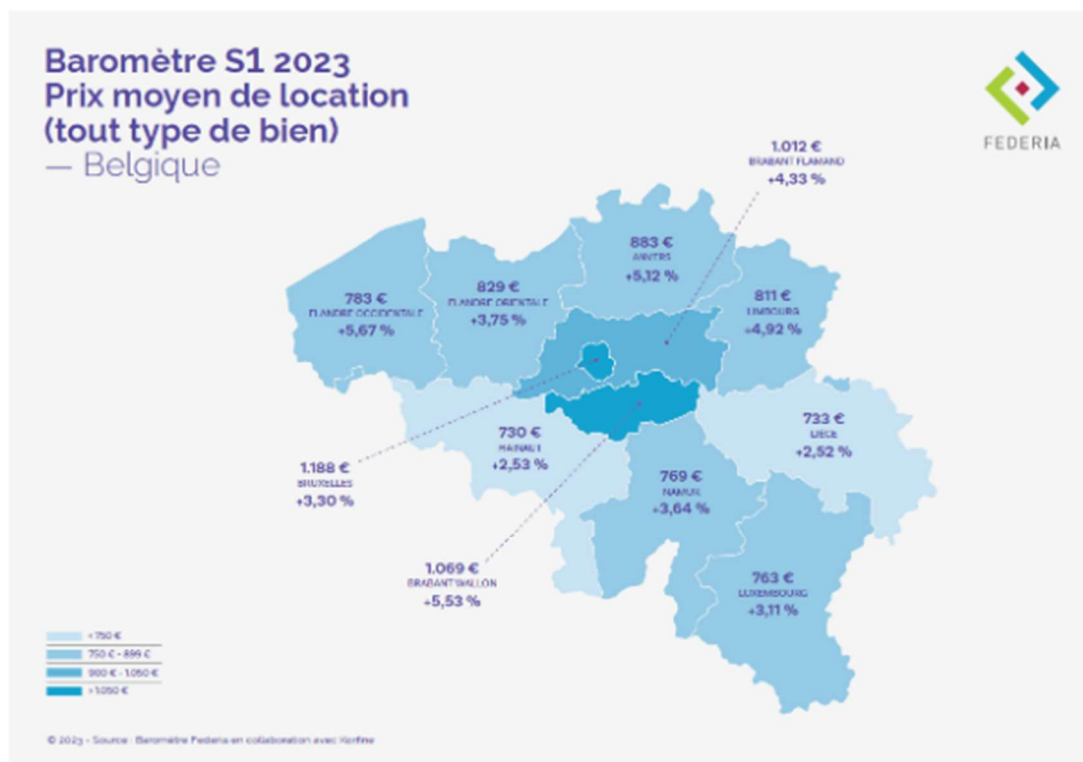 Baromètre S1 2023
Prix moyen de location
(tout type de bien)
— Belgique
FEDERIA
1.012 €
BRABANT FLAMAND
+4,33 %
883 €
ANVERS
+5,12 %
829 €
FLANDRE ORIENTALE
+3,75 %
783 €
FLANDRE OCCIDENTALE
+5,67 %
811 €
LIMBOURG
+4,92 %
733 €
LIÈGE
+2,52 %
730 €
HAINAUT
+2,53 %
1.188 €
BRUXELLES
+3,30 %
769 €
NAMUR
+3,64 %
1.069 €
BRABANT WALLON
+5,53 %
763 €
LUXEMBOURG
+3,11 %
<750 €
750 € - 899 €
900 € - 1.050 €
>1.050 €
© 2023 - Source : Baromètre Federia en collaboration avec Korfine